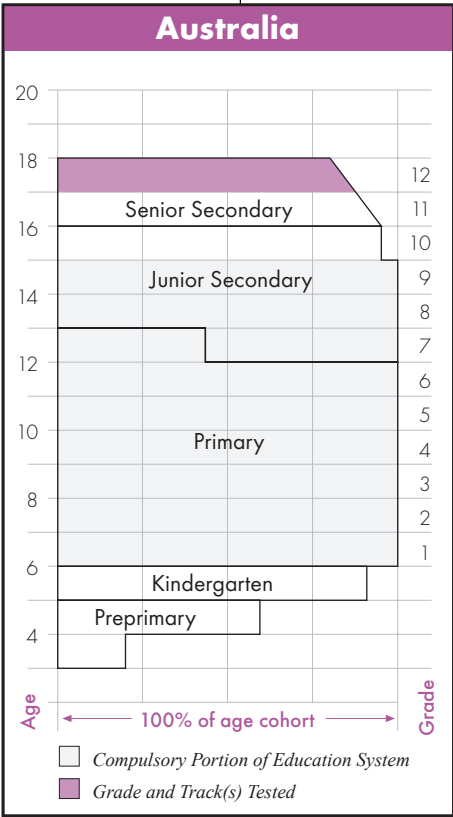 Australia
20
18
12
Senior Secondary
11
16
10
Junior Secondary
9
14
8
7
12
6
5
10
Primary
4
3
8
2
1
6
Kindergarten
Preprimary
4
Age
100% of age cohort
Grade
Compulsory Portion of Education System
Grade and Track(s) Tested